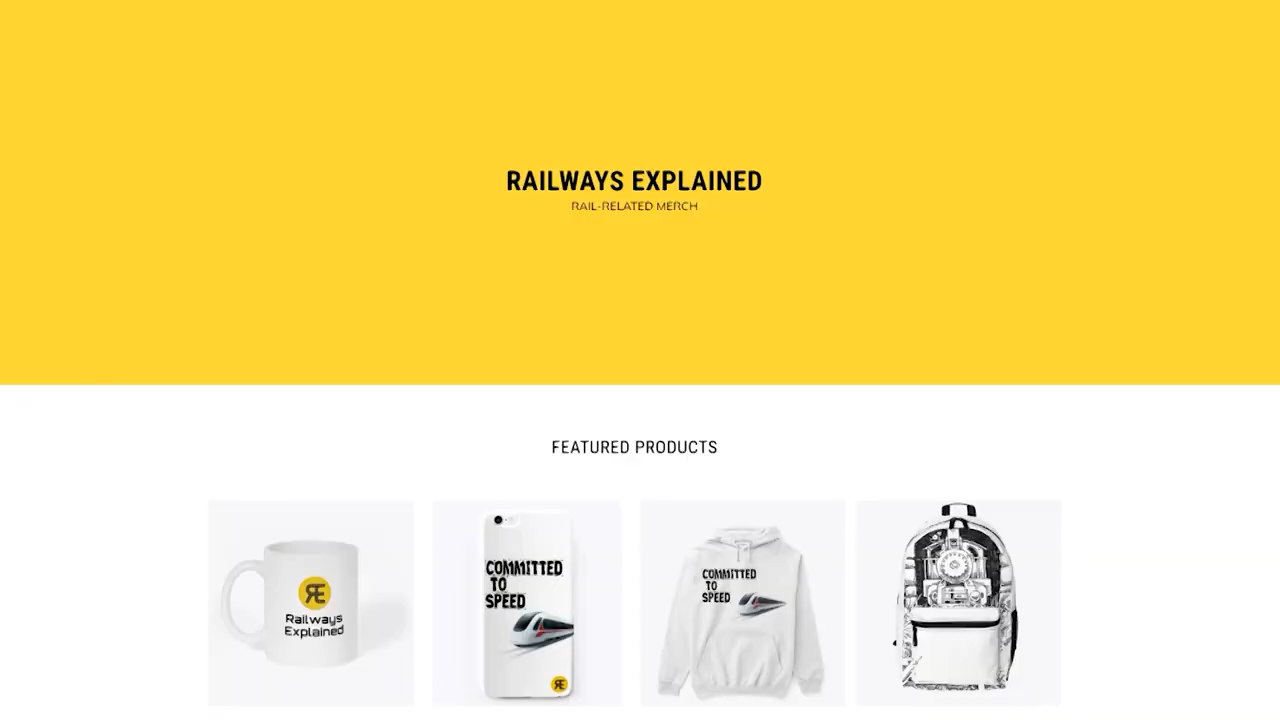 RAILWAYS EXPLAINED
RAIL-RELATED MERCH
FEATURED PRODUCTS
RE
Railways
Explained
COMMITTED
TO
SPEED
RE
COMMITTED
TO
SPEED